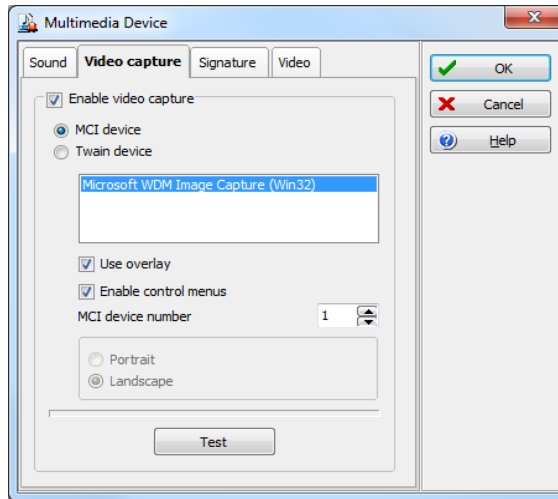 Multimedia Device
Sound Video capture Signature Video
Enable video capture
MCI device
Twain device
Microsoft WDM Image Capture (Win32)
Use overlay
Enable control menus
MCI device number 1
Portrait
Landscape
Test
OK
Cancel
Help